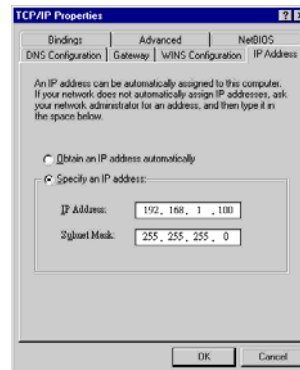 TCP/IP Properties
Bindings Advanced NetBIOS
DNS Configuration Gateway WINS Configuration IP Address
An IP address can be automatically assigned to this computer.
If your network does not automatically assign IP addresses, ask
your network administrator for an address, and then type it in
the space below.
Obtain an IP address automatically
Specify an IP address:
IP Address: 192. 168. 1 .100
Subnet Mask: 255. 255. 255. 0
OK Cancel